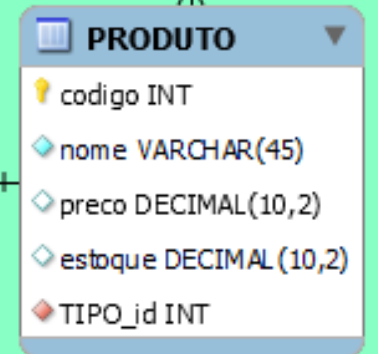 PRODUTO
codigo INT
nome VARCHAR(45)
preco DECIMAL(10,2)
estoque DECIMAL(10,2)
TIPO_id INT